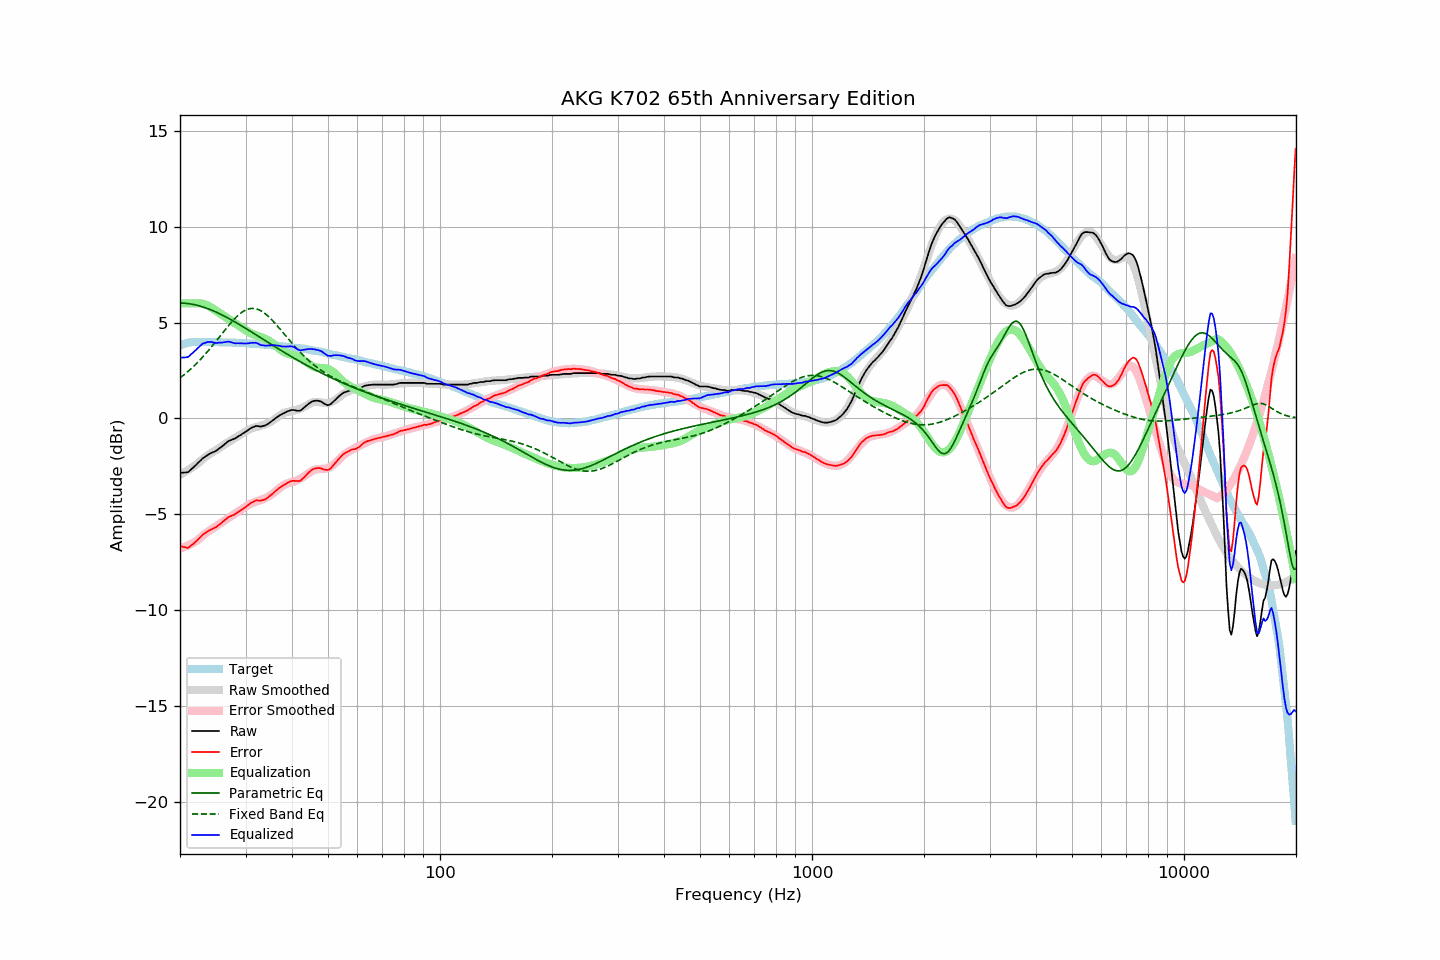 AKG K702 65th Anniversary Edition
15
10
5
0
−5
−10
−15
−20
Amplitude (dBr)
Target
Raw Smoothed
Error Smoothed
Raw
Error
Equalization
Parametric Eq
Fixed Band Eq
Equalized
100
1000
10000
Frequency (Hz)